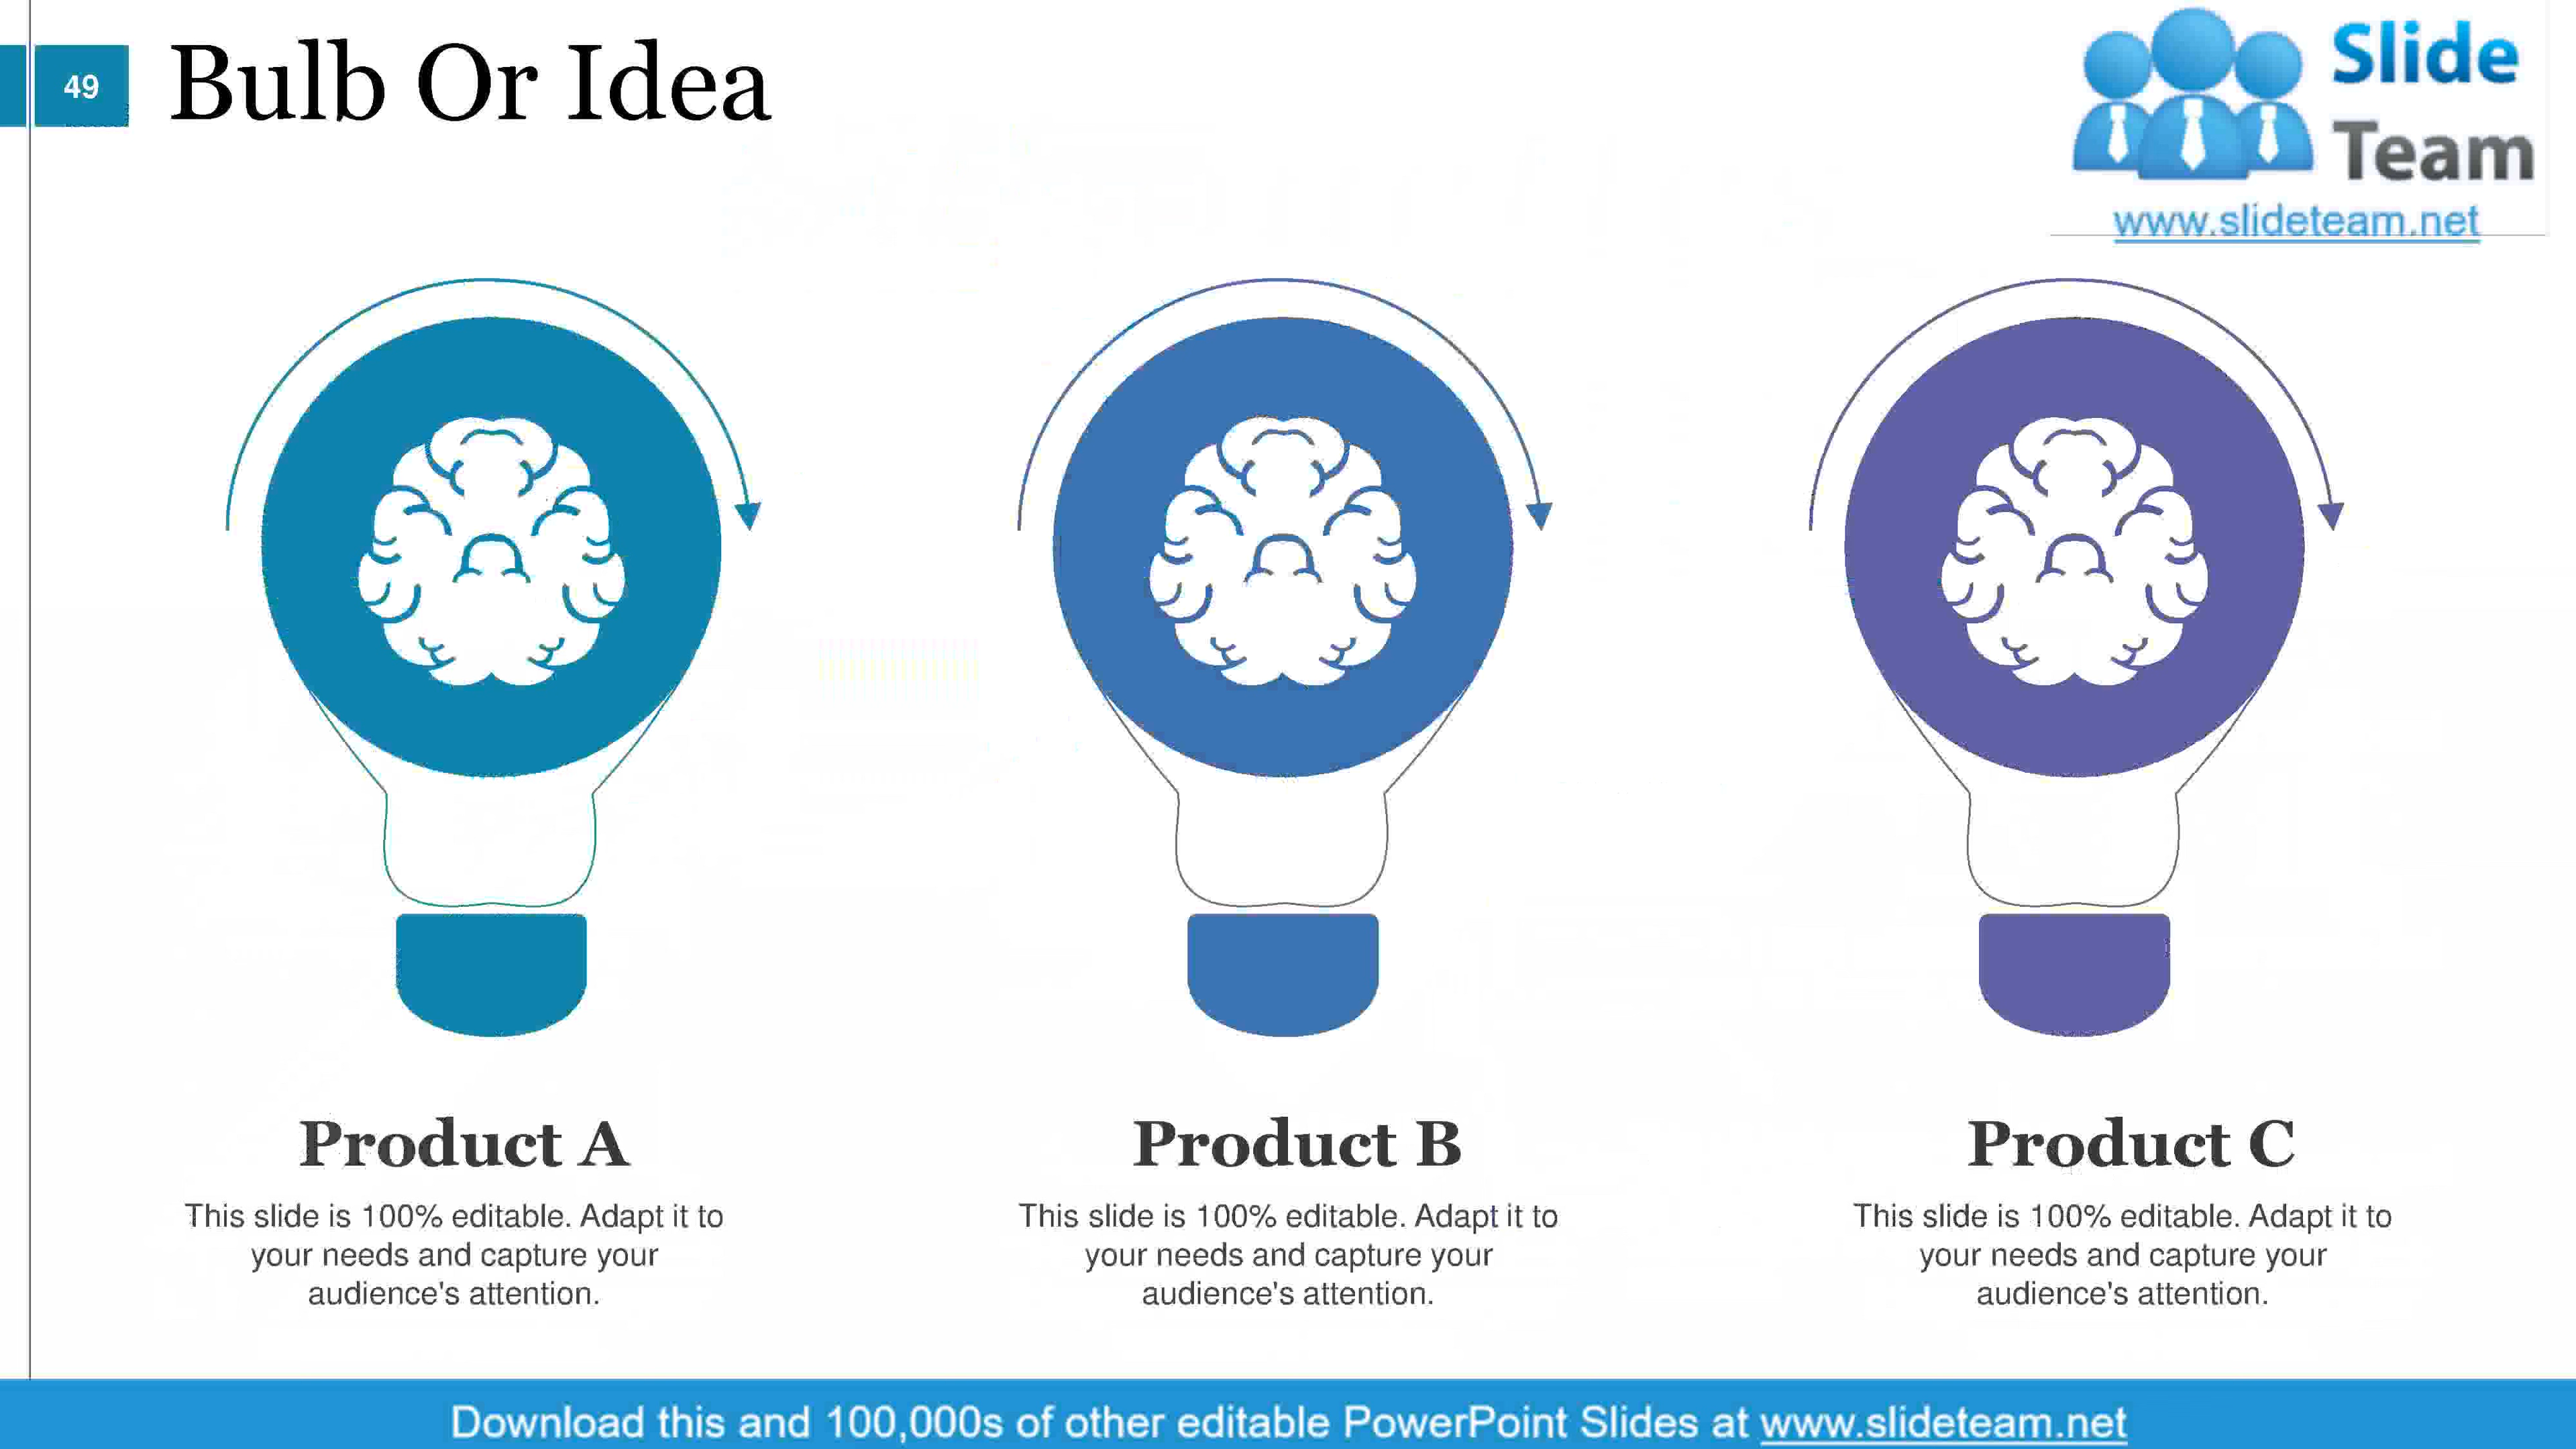 49
Bulb Or Idea
Slide
Team
www.slideteam.net
Product A
This slide is 100% editable. Adapt it to
your needs and capture your
audience's attention.
Product B
This slide is 100% editable. Adapt it to
your needs and capture your
audience's attention.
Product C
This slide is 100% editable. Adapt it to
your needs and capture your
audience's attention.
Download this and 100,000s of other editable PowerPoint Slides at www.slideteam.net